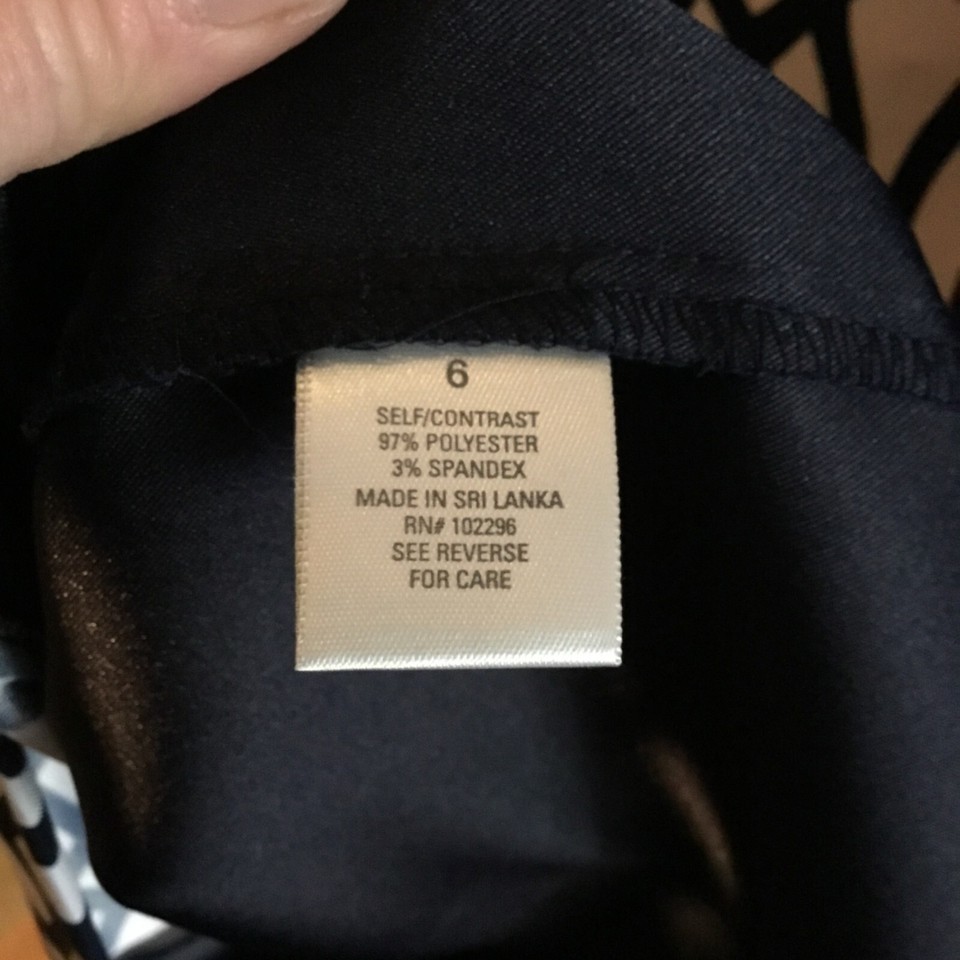 6
SELF/CONTRAST
97% POLYESTER
3% SPANDEX
MADE IN SRI LANKA
RN# 102296
SEE REVERSE
FOR CARE